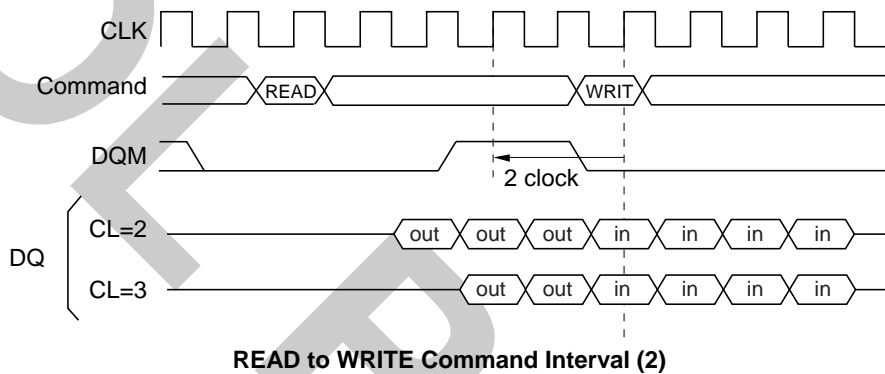 CLK
Command READ WRIT
DQM
2 clock
CL=2 out out out in in in in
DQ
CL=3 out out in in in in
READ to WRITE Command Interval (2)